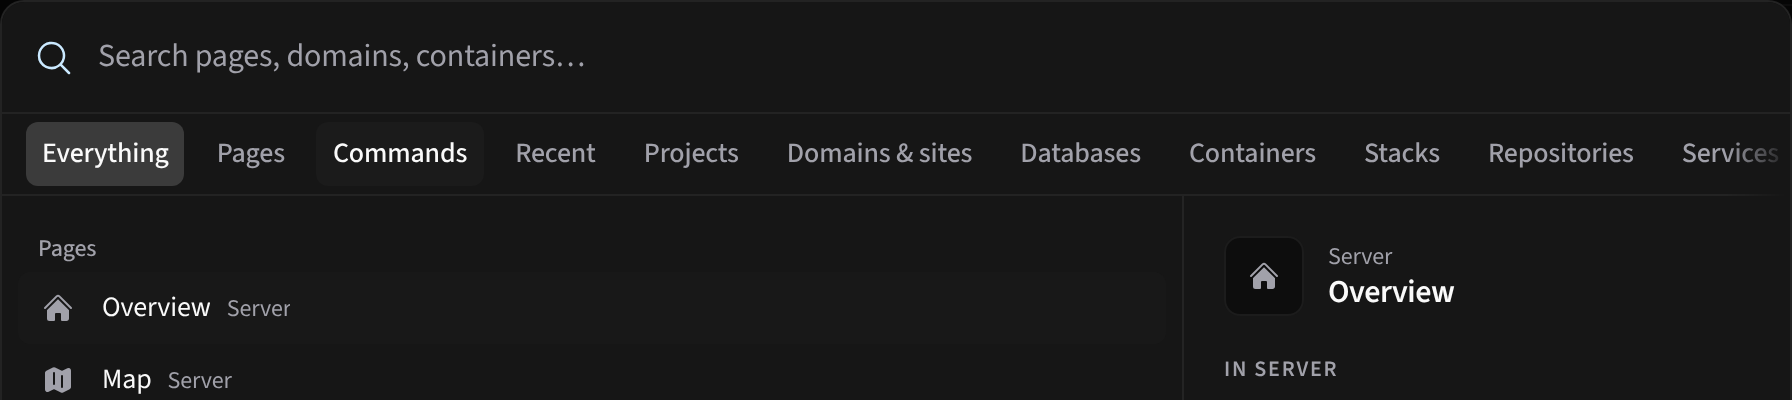 Search pages, domains, containers…
Everything Pages Commands Recent Projects Domains & sites Databases Containers Stacks Repositories Services
Pages
Overview Server
Map Server
Server
Overview
IN SERVER